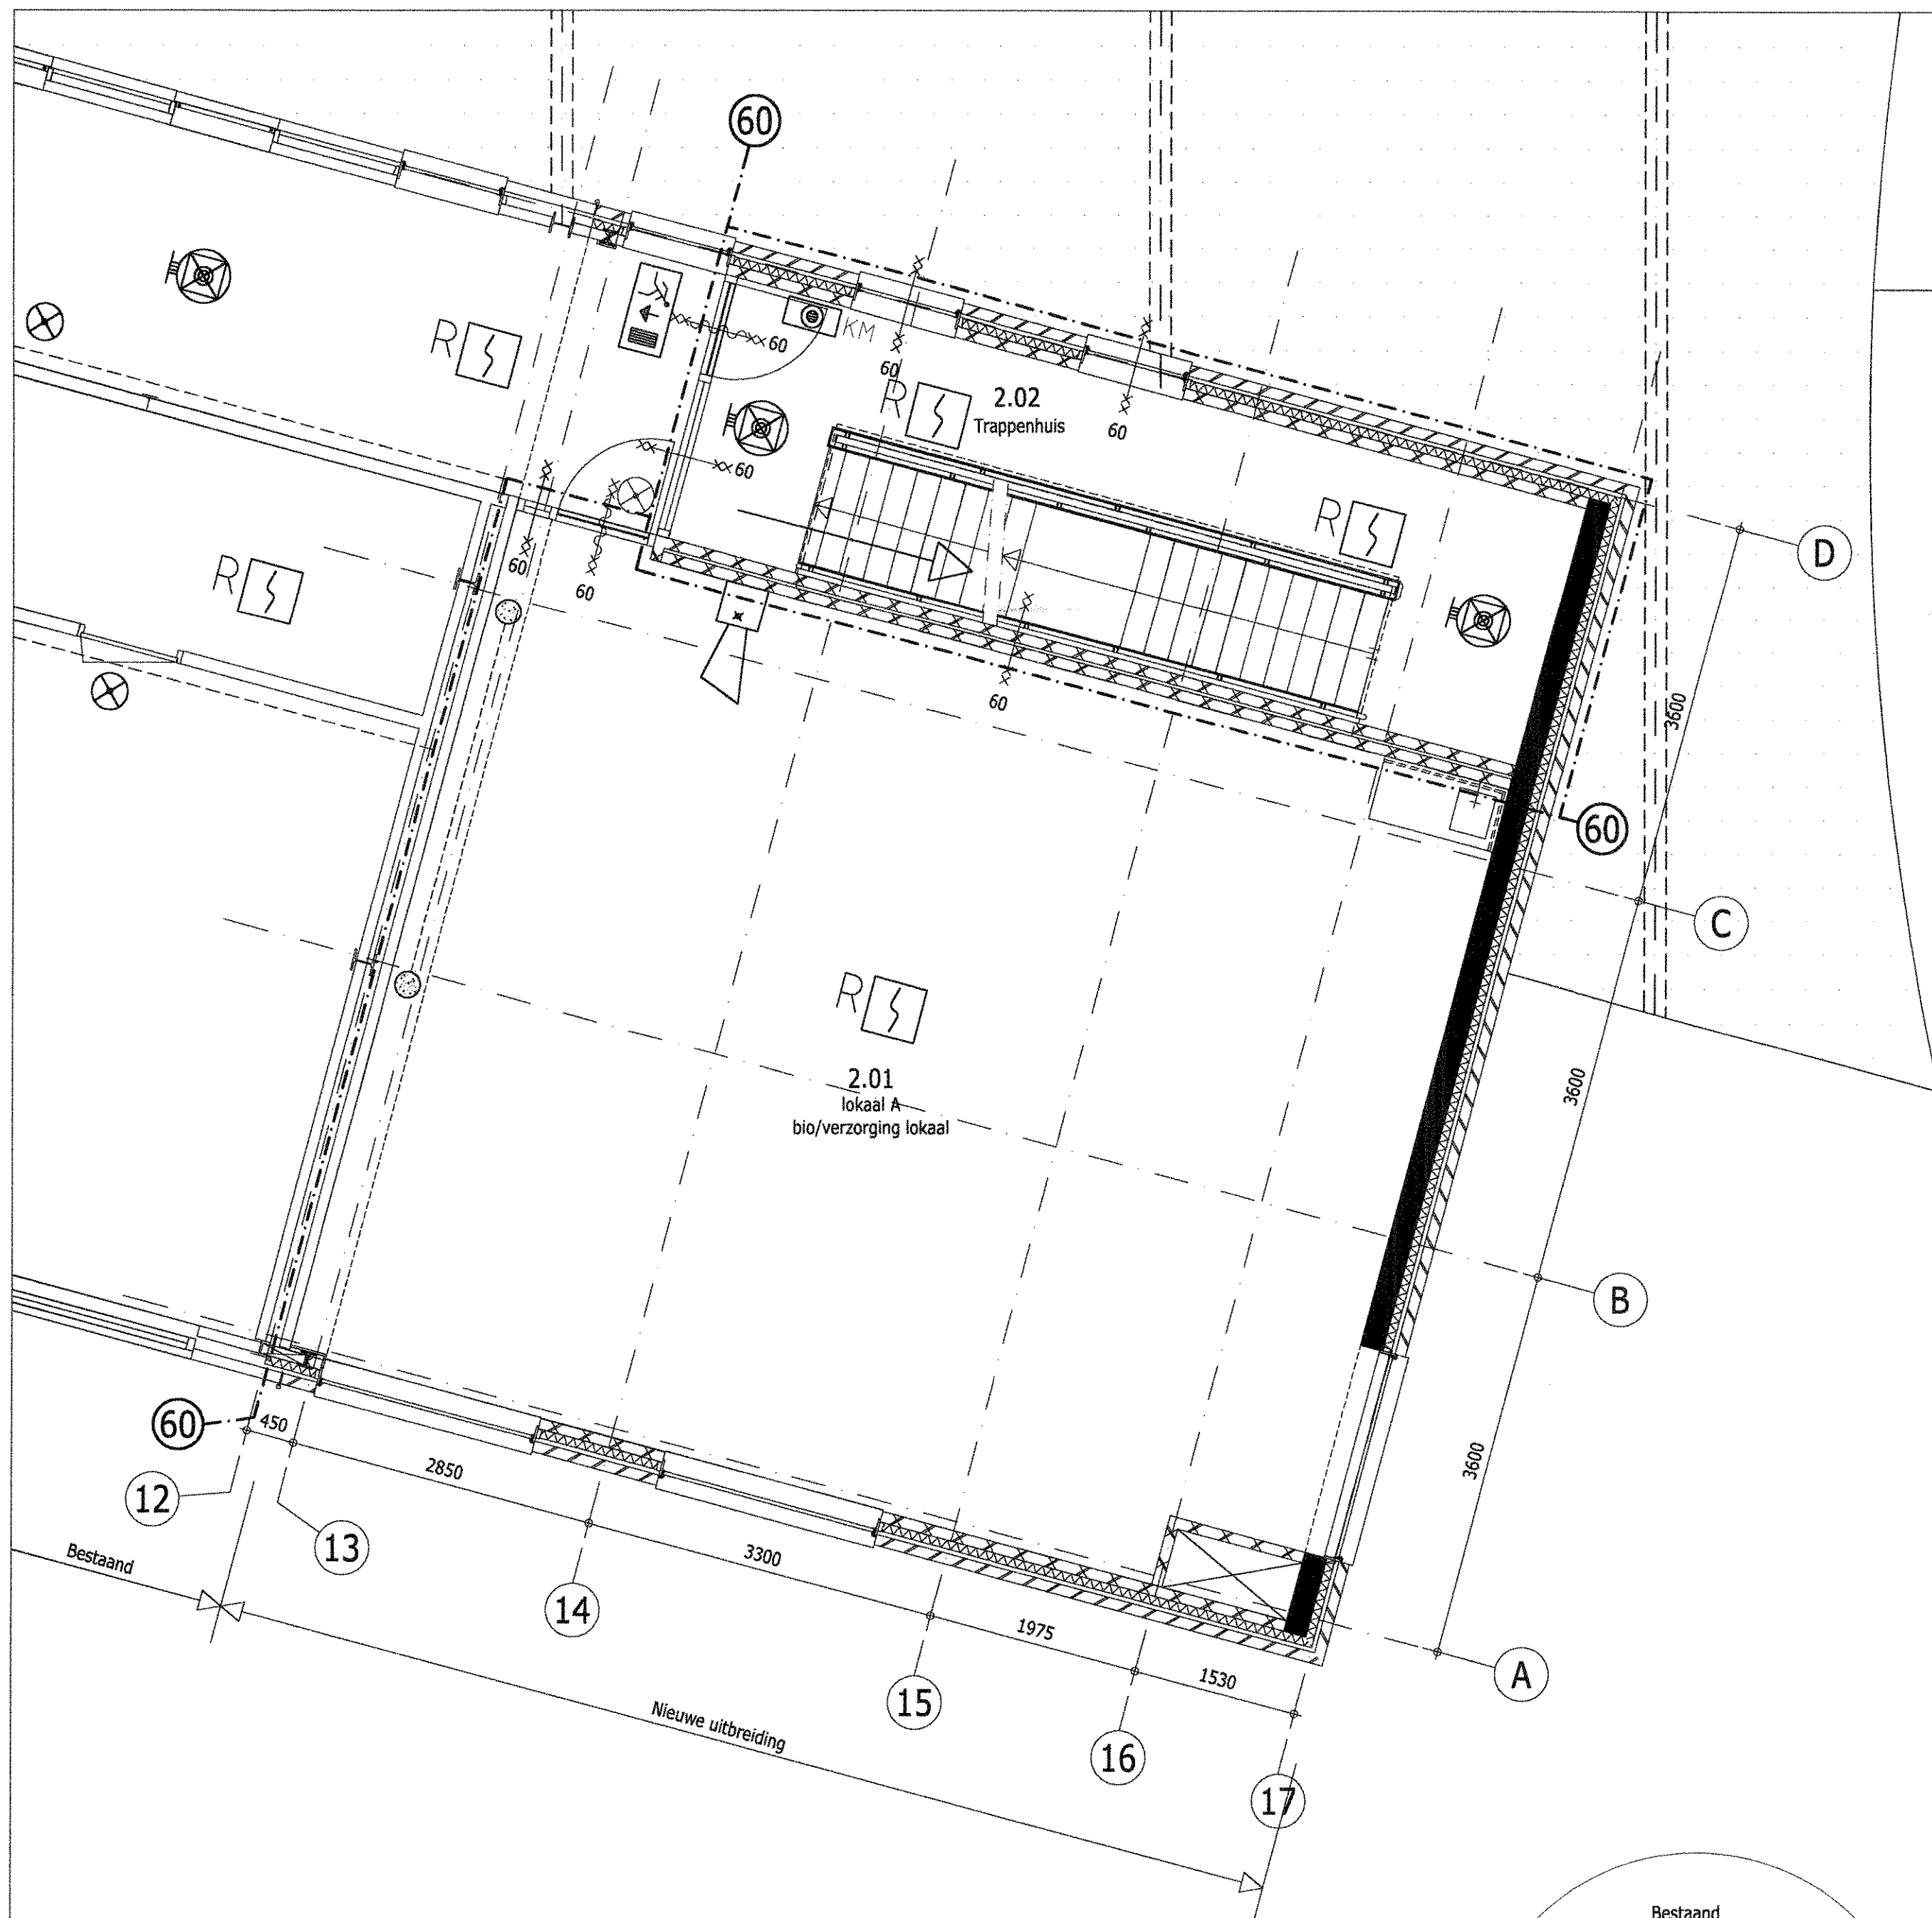 60
R
KM
60
60
R
2.02
Trappenhuis
60
60
R
D
60
60
R
60
3600
60
C
R
3600
2.01
lokaal A
bio/verzorging lokaal
B
60
450
2850
3600
12
13
Bestaand
3300
14
1975
1530
A
15
Nieuwe uitbreiding
16
17
Bestaand